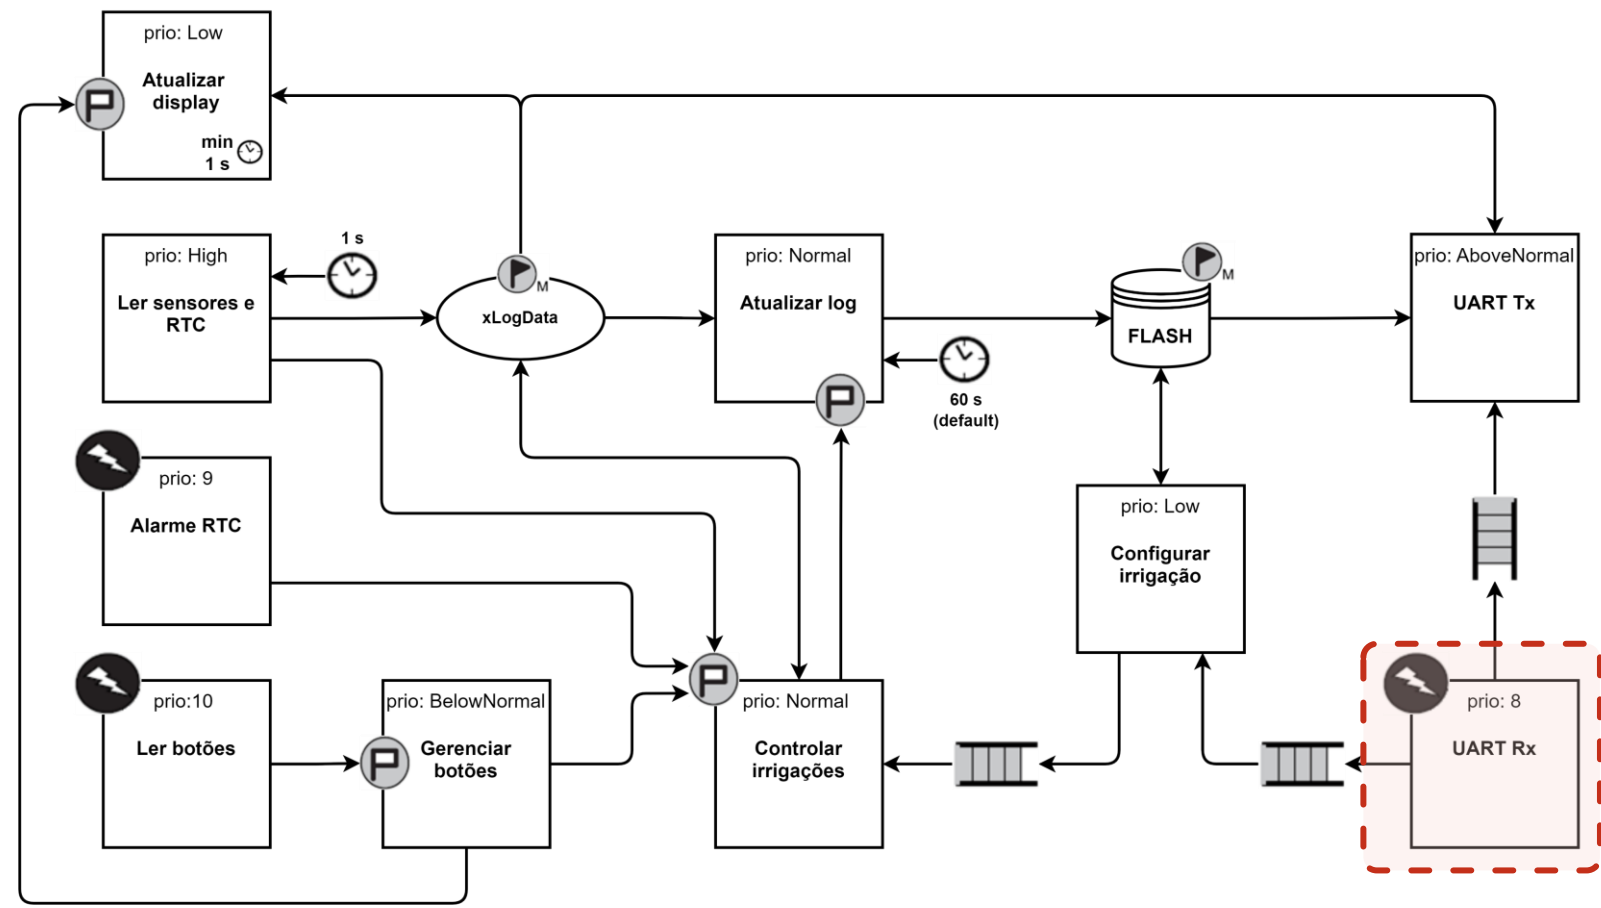 prio: Low
Atualizar
display
min
1 s
prio: High
Ler sensores e
RTC
1 s
M
xLogData
prio: Normal
Atualizar log
60 s
(default)
M
FLASH
prio: AboveNormal
UART Tx
prio: 9
Alarme RTC
prio: Low
Configurar
irrigação
prio:10
Ler botões
prio: BelowNormal
Gerenciar
botões
prio: Normal
Controlar
irrigações
prio: 8
UART Rx